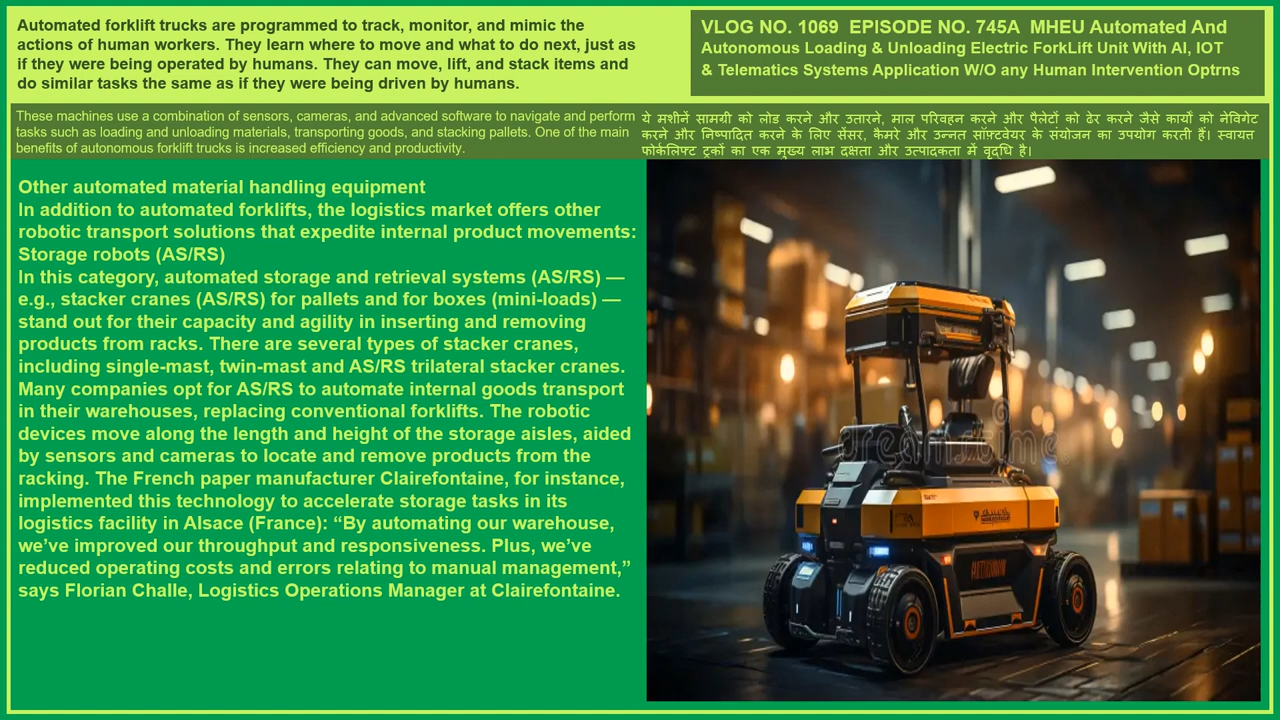 Automated forklift trucks are programmed to track, monitor, and mimic the
actions of human workers. They learn where to move and what to do next, just as
if they were being operated by humans. They can move, lift, and stack items and
do similar tasks the same as if they were being driven by humans.
VLOG NO. 1069  EPISODE NO. 745A  MHEU Automated And
Autonomous Loading & Unloading Electric ForkLift Unit With AI, IOT
& Telematics Systems Application W/O any Human Intervention Optrns
These machines use a combination of sensors, cameras, and advanced software to navigate and perform
tasks such as loading and unloading materials, transporting goods, and stacking pallets. One of the main
benefits of autonomous forklift trucks is increased efficiency and productivity.
ये मशीनें सामग्री को लोड करने और उतारने, माल परिवहन करने और पैलेटों को ढेर करने जैसे कार्यों को नेविगेट
करने और निष्पादित करने के लिए सेंसर, कैमरे और उन्नत सॉफ़्टवेयर के संयोजन का उपयोग करती हैं। स्वायत्त
फोर्कलिफ्ट ट्रकों का एक मुख्य लाभ दक्षता और उत्पादकता में वृद्धि है।
Other automated material handling equipment
In addition to automated forklifts, the logistics market offers other
robotic transport solutions that expedite internal product movements:
Storage robots (AS/RS)
In this category, automated storage and retrieval systems (AS/RS) —
e.g., stacker cranes (AS/RS) for pallets and for boxes (mini-loads) —
stand out for their capacity and agility in inserting and removing
products from racks. There are several types of stacker cranes,
including single-mast, twin-mast and AS/RS trilateral stacker cranes.
Many companies opt for AS/RS to automate internal goods transport
in their warehouses, replacing conventional forklifts. The robotic
devices move along the length and height of the storage aisles, aided
by sensors and cameras to locate and remove products from the
racking. The French paper manufacturer Clairefontaine, for instance,
implemented this technology to accelerate storage tasks in its
logistics facility in Alsace (France): “By automating our warehouse,
we’ve improved our throughput and responsiveness. Plus, we’ve
reduced operating costs and errors relating to manual management,”
says Florian Challe, Logistics Operations Manager at Clairefontaine.
dreamstime